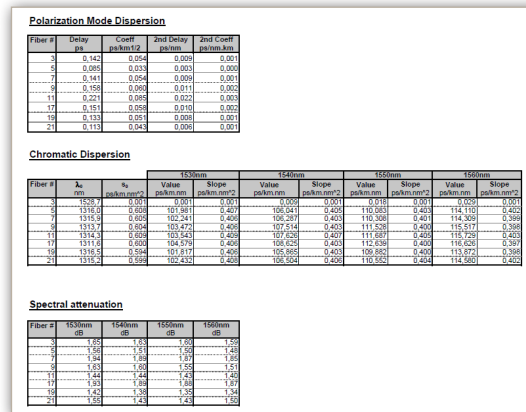 Polarization Mode Dispersion
Fiber # Delay Coeff 2nd Delay 2nd Coeff
ps ps/km1/2 ps/nm ps/nm.km
3 0,142 0,054 0,009 0,001
5 0,085 0,033 0,003 0,000
7 0,141 0,054 0,009 0,001
9 0,158 0,060 0,011 0,002
11 0,221 0,085 0,022 0,003
17 0,151 0,058 0,010 0,002
19 0,133 0,051 0,008 0,001
21 0,113 0,043 0,006 0,001
Chromatic Dispersion
1530nm 1540nm 1550nm 1560nm
Fiber # λ₀ s₀ Value Slope Value Slope Value Slope Value Slope
nm ps/km.nm^2 ps/km.nm ps/km.nm^2 ps/km.nm ps/km.nm^2 ps/km.nm ps/km.nm^2 ps/km.nm ps/km.nm^2
3 1528,7 0,001 0,001 0,001 0,009 0,001 0,018 0,001 0,029 0,001
5 1316,0 0,608 101,981 0,407 106,041 0,405 110,083 0,403 114,110 0,402
7 1315,9 0,605 102,241 0,406 106,287 0,403 110,308 0,401 114,309 0,399
9 1313,7 0,604 103,472 0,406 107,514 0,403 111,528 0,400 115,517 0,398
11 1314,3 0,609 103,543 0,409 107,626 0,407 111,687 0,405 115,729 0,403
17 1311,6 0,600 104,579 0,406 108,625 0,403 112,639 0,400 116,626 0,397
19 1316,5 0,594 101,817 0,406 105,865 0,403 109,882 0,400 113,872 0,398
21 1315,2 0,599 102,432 0,408 106,504 0,406 110,552 0,404 114,580 0,402
Spectral attenuation
Fiber # 1530nm 1540nm 1550nm 1560nm
dB dB dB dB
3 1,65 1,63 1,60 1,59
5 1,56 1,51 1,50 1,48
7 1,94 1,89 1,87 1,85
9 1,63 1,60 1,55 1,51
11 1,44 1,44 1,43 1,40
17 1,93 1,89 1,88 1,87
19 1,42 1,38 1,35 1,34
21 1,55 1,43 1,43 1,50